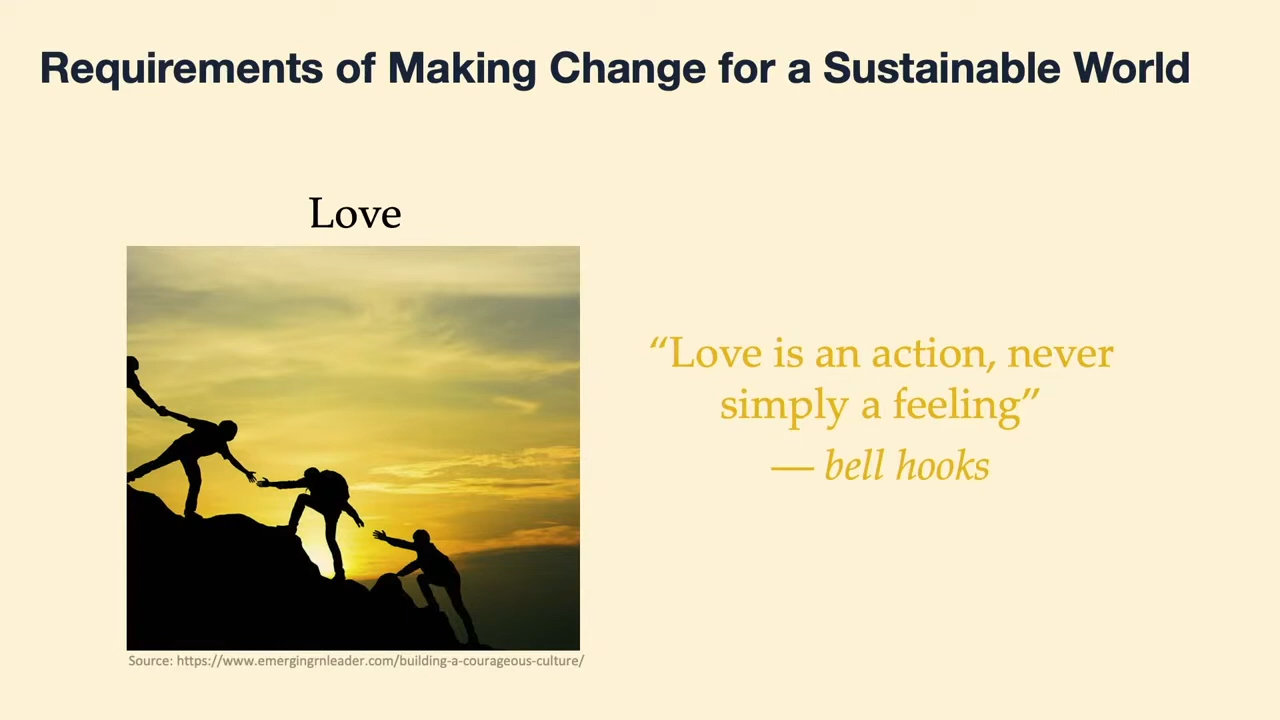 Requirements of Making Change for a Sustainable World
Love
“Love is an action, never
simply a feeling”
— bell hooks
Source: https://www.emergingrnleader.com/building-a-courageous-culture/